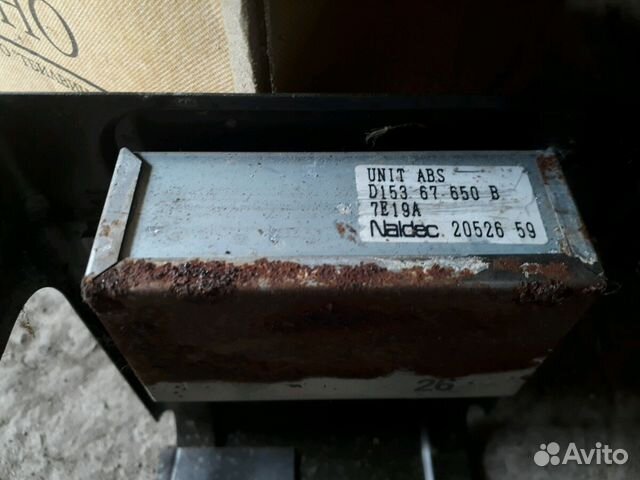 UNIT ABS
D153 67 650 B
7E19A
Naldec 20526 59
26
Avito